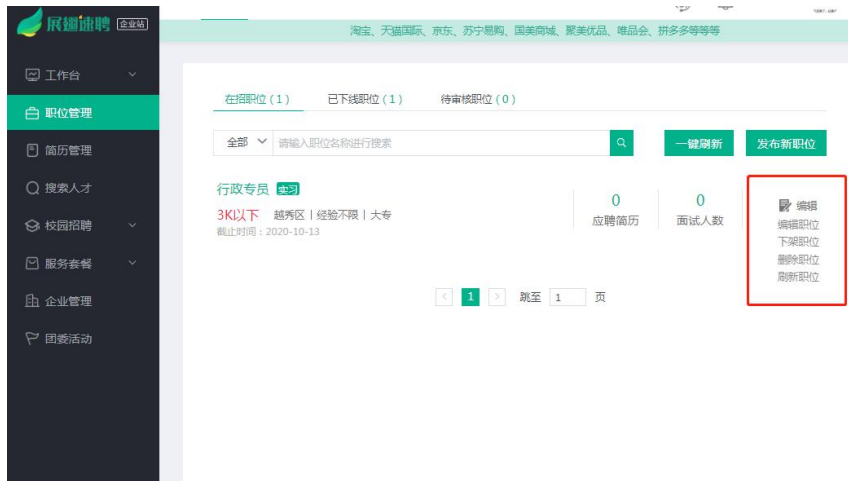 展翅速聘 企业站
淘宝、天猫国际、京东、苏宁易购、国美商城、聚美优品、唯品会、拼多多等等等
工作台
职位管理
简历管理
搜索人才
校园招聘
服务套餐
企业管理
团委活动
在招职位(1) 已下线职位(1) 待审核职位(0)
全部 请输入职位名称进行搜索 一键刷新 发布新职位
行政专员 实习
3K以下 越秀区 | 经验不限 | 大专
截止时间：2020-10-13
0 0
应聘简历 面试人数
编辑
编辑职位
下架职位
删除职位
刷新职位
< 1 > 跳至 1 页